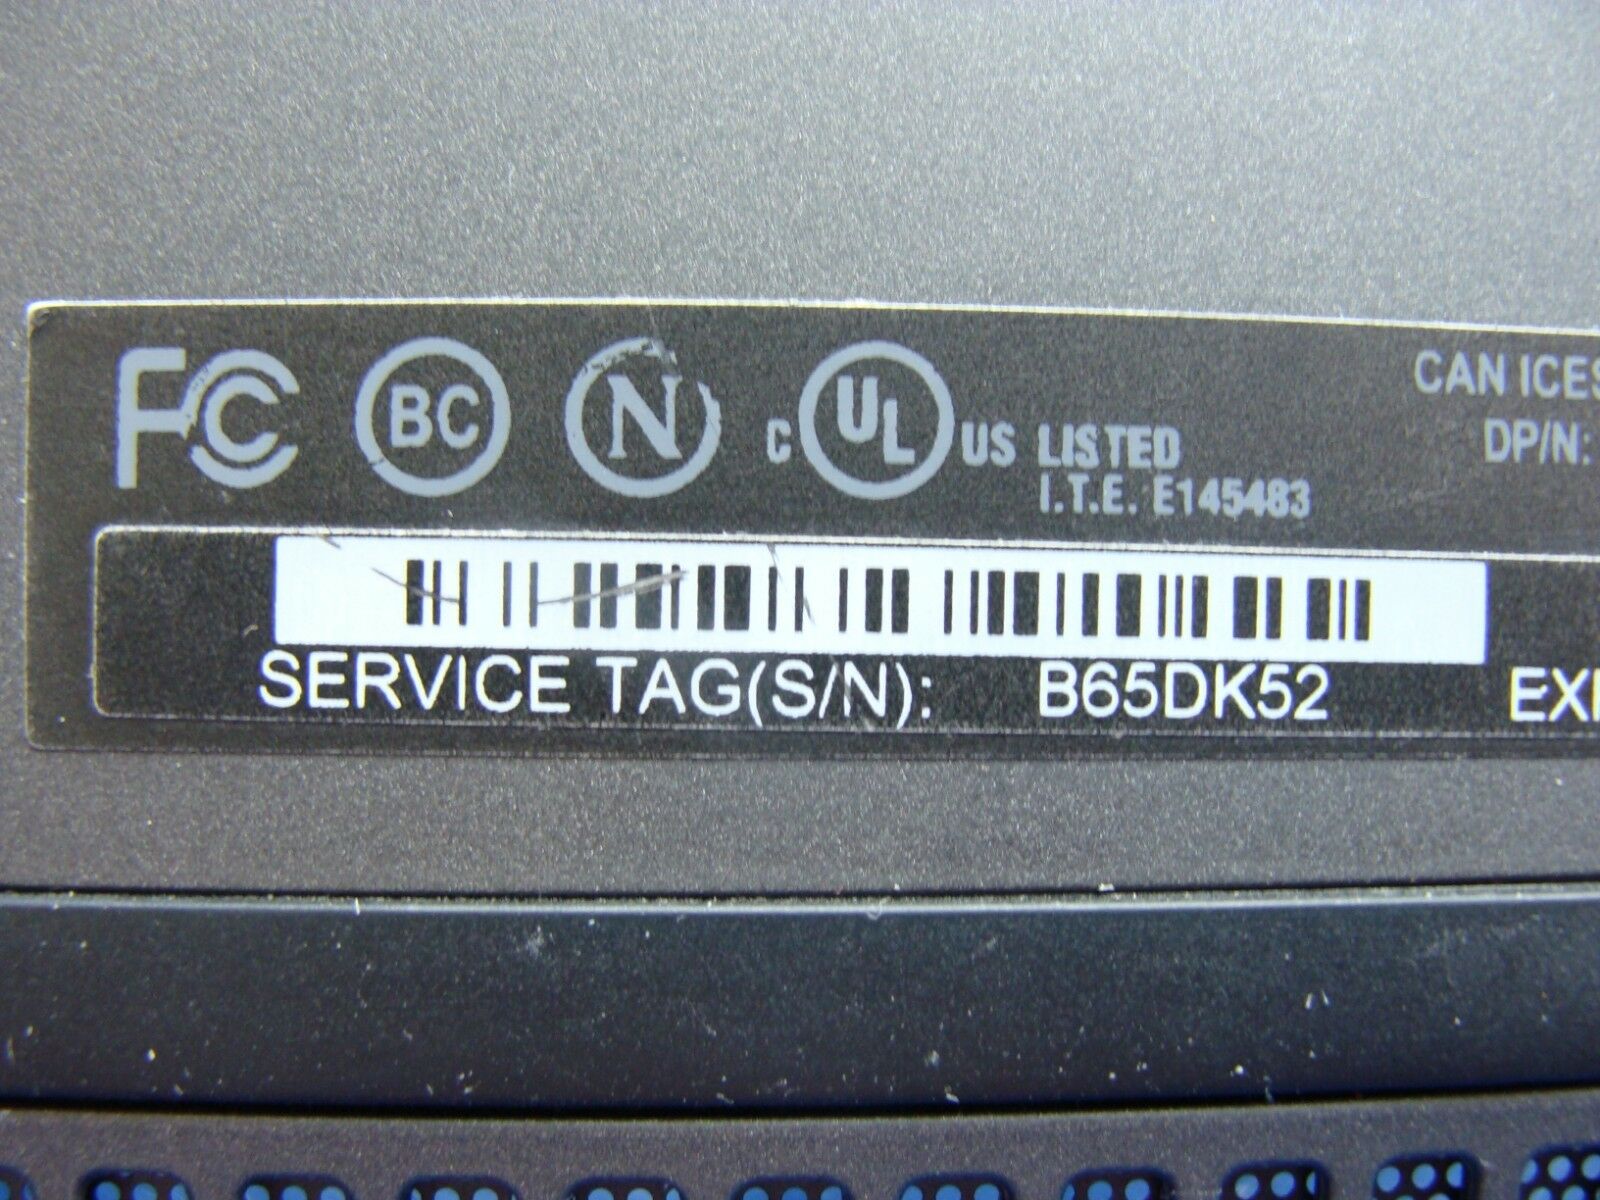 FC BC N C UL US LISTED
I.T.E. E145483
CAN ICES
DP/N:
SERVICE TAG(S/N): B65DK52